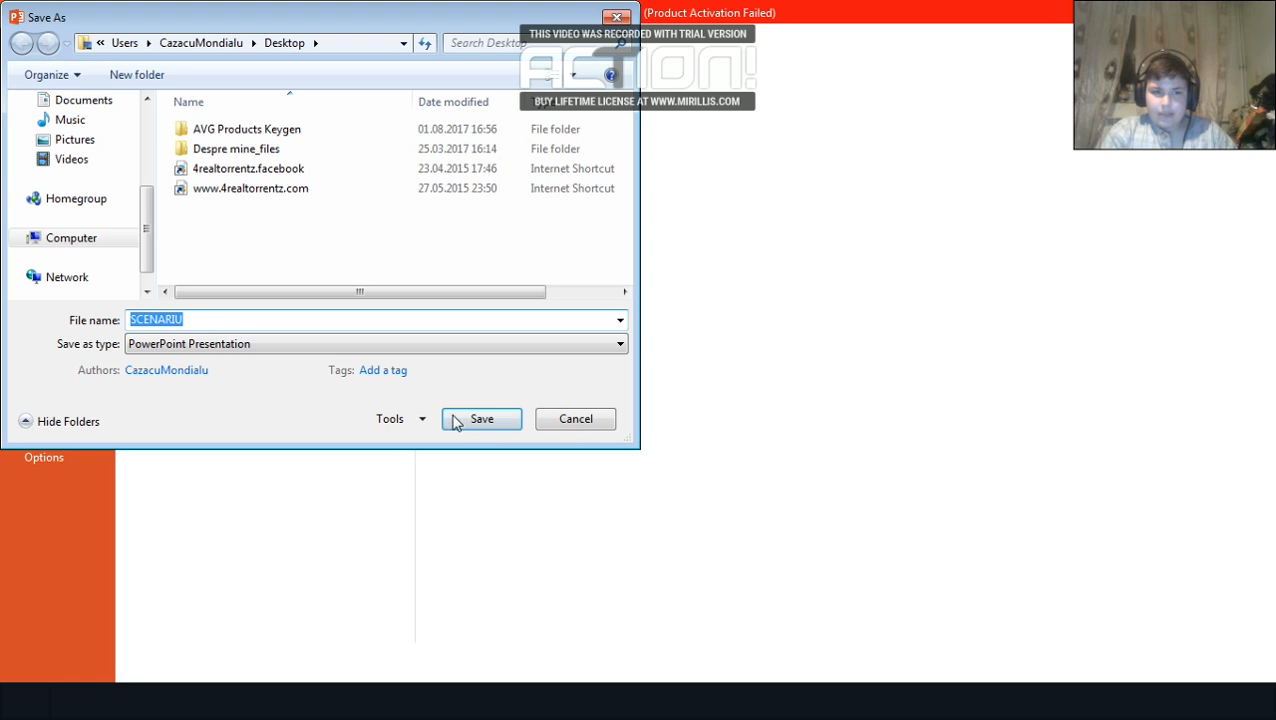 Save As
(Product Activation Failed)
THIS VIDEO WAS RECORDED WITH TRIAL VERSION
ACTION!
BUY LIFETIME LICENSE AT WWW.MIRILLIS.COM
« Users CazacuMondialu Desktop
Search Desktop
Organize New folder
Name Date modified
Documents
Music
Pictures
Videos
Homegroup
Computer
Network
AVG Products Keygen 01.08.2017 16:56 File folder
Despre mine_files 25.03.2017 16:14 File folder
4realtorrentz.facebook 23.04.2015 17:46 Internet Shortcut
www.4realtorrentz.com 27.05.2015 23:50 Internet Shortcut
File name: SCENARIU
Save as type: PowerPoint Presentation
Authors: CazacuMondialu Tags: Add a tag
Hide Folders Tools Save Cancel
Options